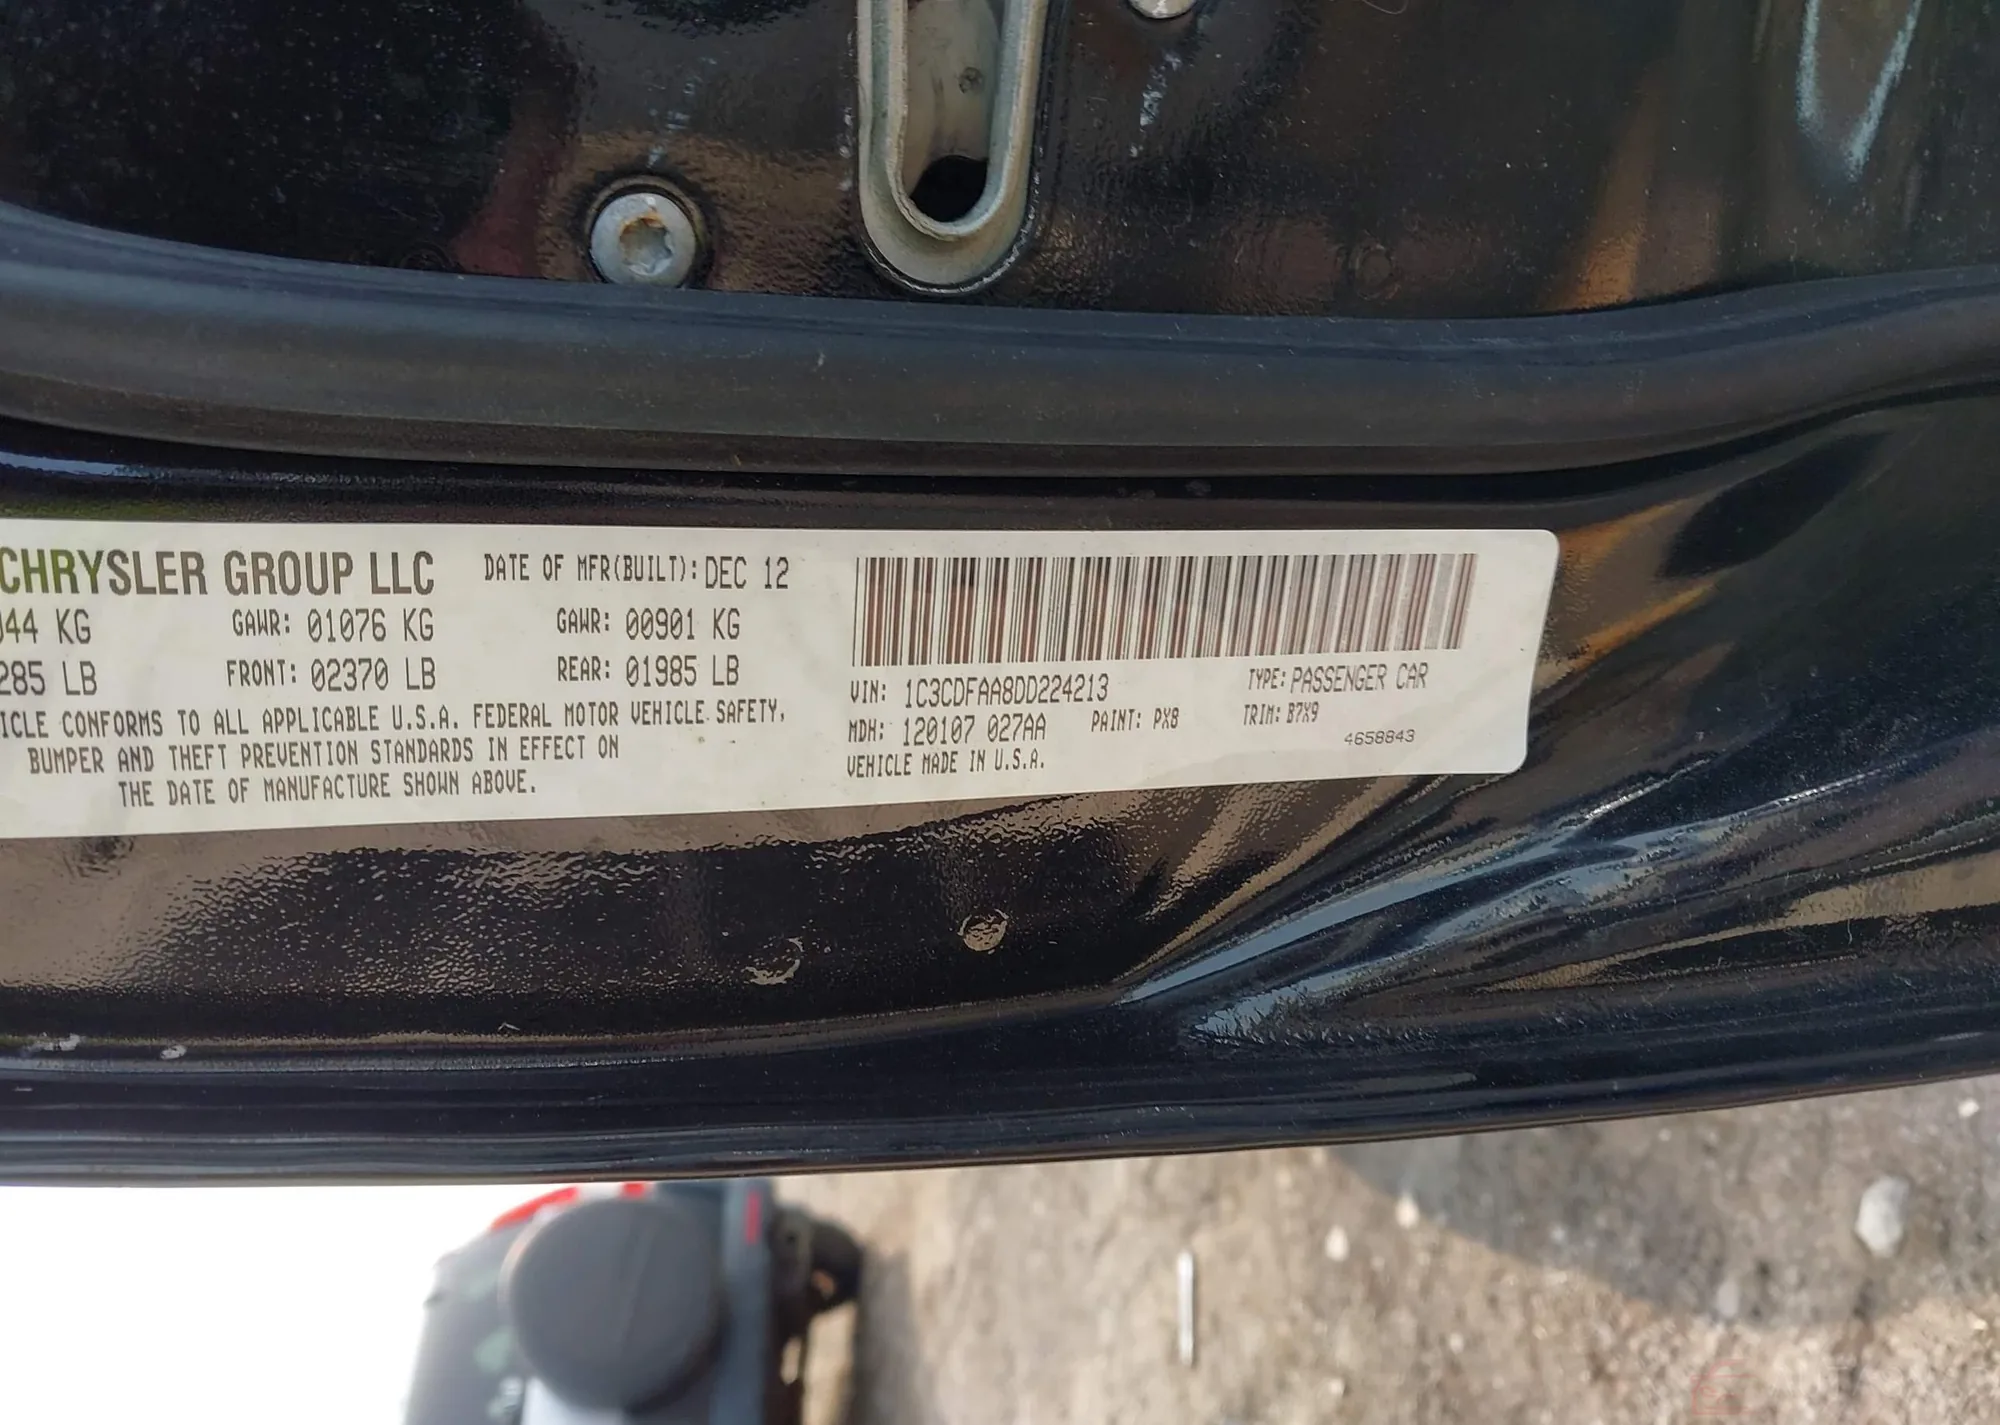 CHRYSLER GROUP LLC DATE OF MFR(BUILT): DEC 12
44 KG GAWR: 01076 KG GAWR: 00901 KG
285 LB FRONT: 02370 LB REAR: 01985 LB
ICLE CONFORMS TO ALL APPLICABLE U.S.A. FEDERAL MOTOR VEHICLE SAFETY,
BUMPER AND THEFT PREVENTION STANDARDS IN EFFECT ON
THE DATE OF MANUFACTURE SHOWN ABOVE.
VIN: 1C3CDFAA8DD224213 TYPE: PASSENGER CAR
MDH: 120107 027AA PAINT: PX8 TRIM: B7X9
VEHICLE MADE IN U.S.A. 4658843